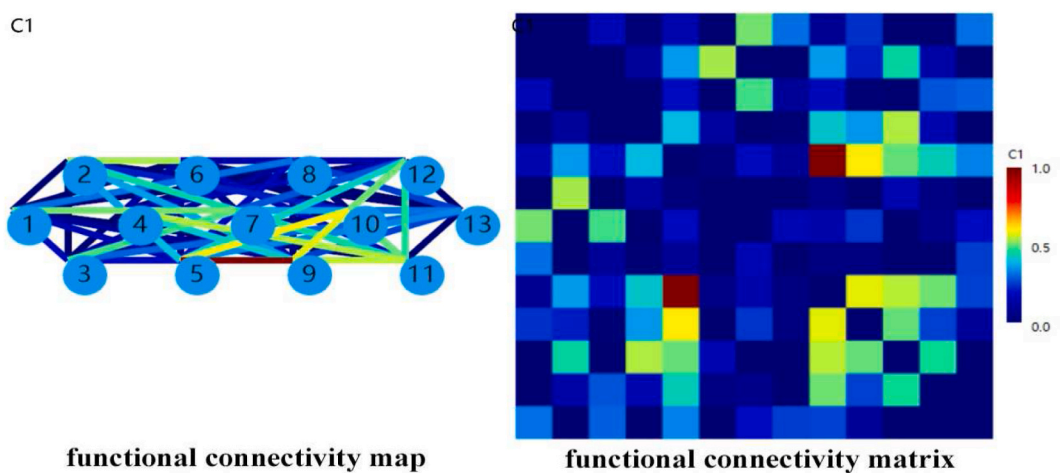 C1
C1
2 6 8 12
1 4 7 10 13
3 5 9 11
C1
1.0
0.5
0.0
functional connectivity map
functional connectivity matrix